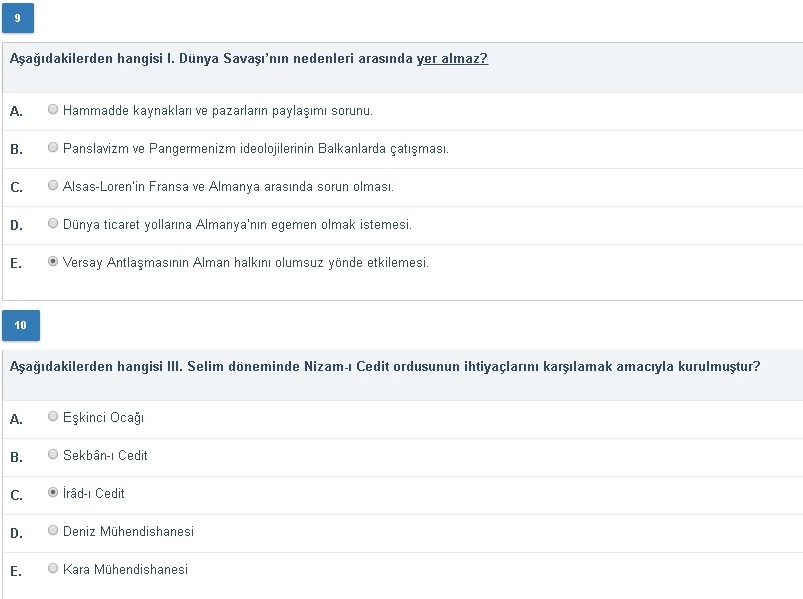 9
Aşağıdakilerden hangisi I. Dünya Savaşı'nın nedenleri arasında yer almaz?
A. Hammadde kaynakları ve pazarların paylaşımı sorunu.
B. Panslavizm ve Pangermenizm ideolojilerinin Balkanlarda çatışması.
C. Alsas-Loren'in Fransa ve Almanya arasında sorun olması.
D. Dünya ticaret yollarına Almanya'nın egemen olmak istemesi.
E. Versay Antlaşmasının Alman halkını olumsuz yönde etkilemesi.
10
Aşağıdakilerden hangisi III. Selim döneminde Nizam-ı Cedit ordusunun ihtiyaçlarını karşılamak amacıyla kurulmuştur?
A. Eşkinci Ocağı
B. Sekbân-ı Cedit
C. İrâd-ı Cedit
D. Deniz Mühendishanesi
E. Kara Mühendishanesi